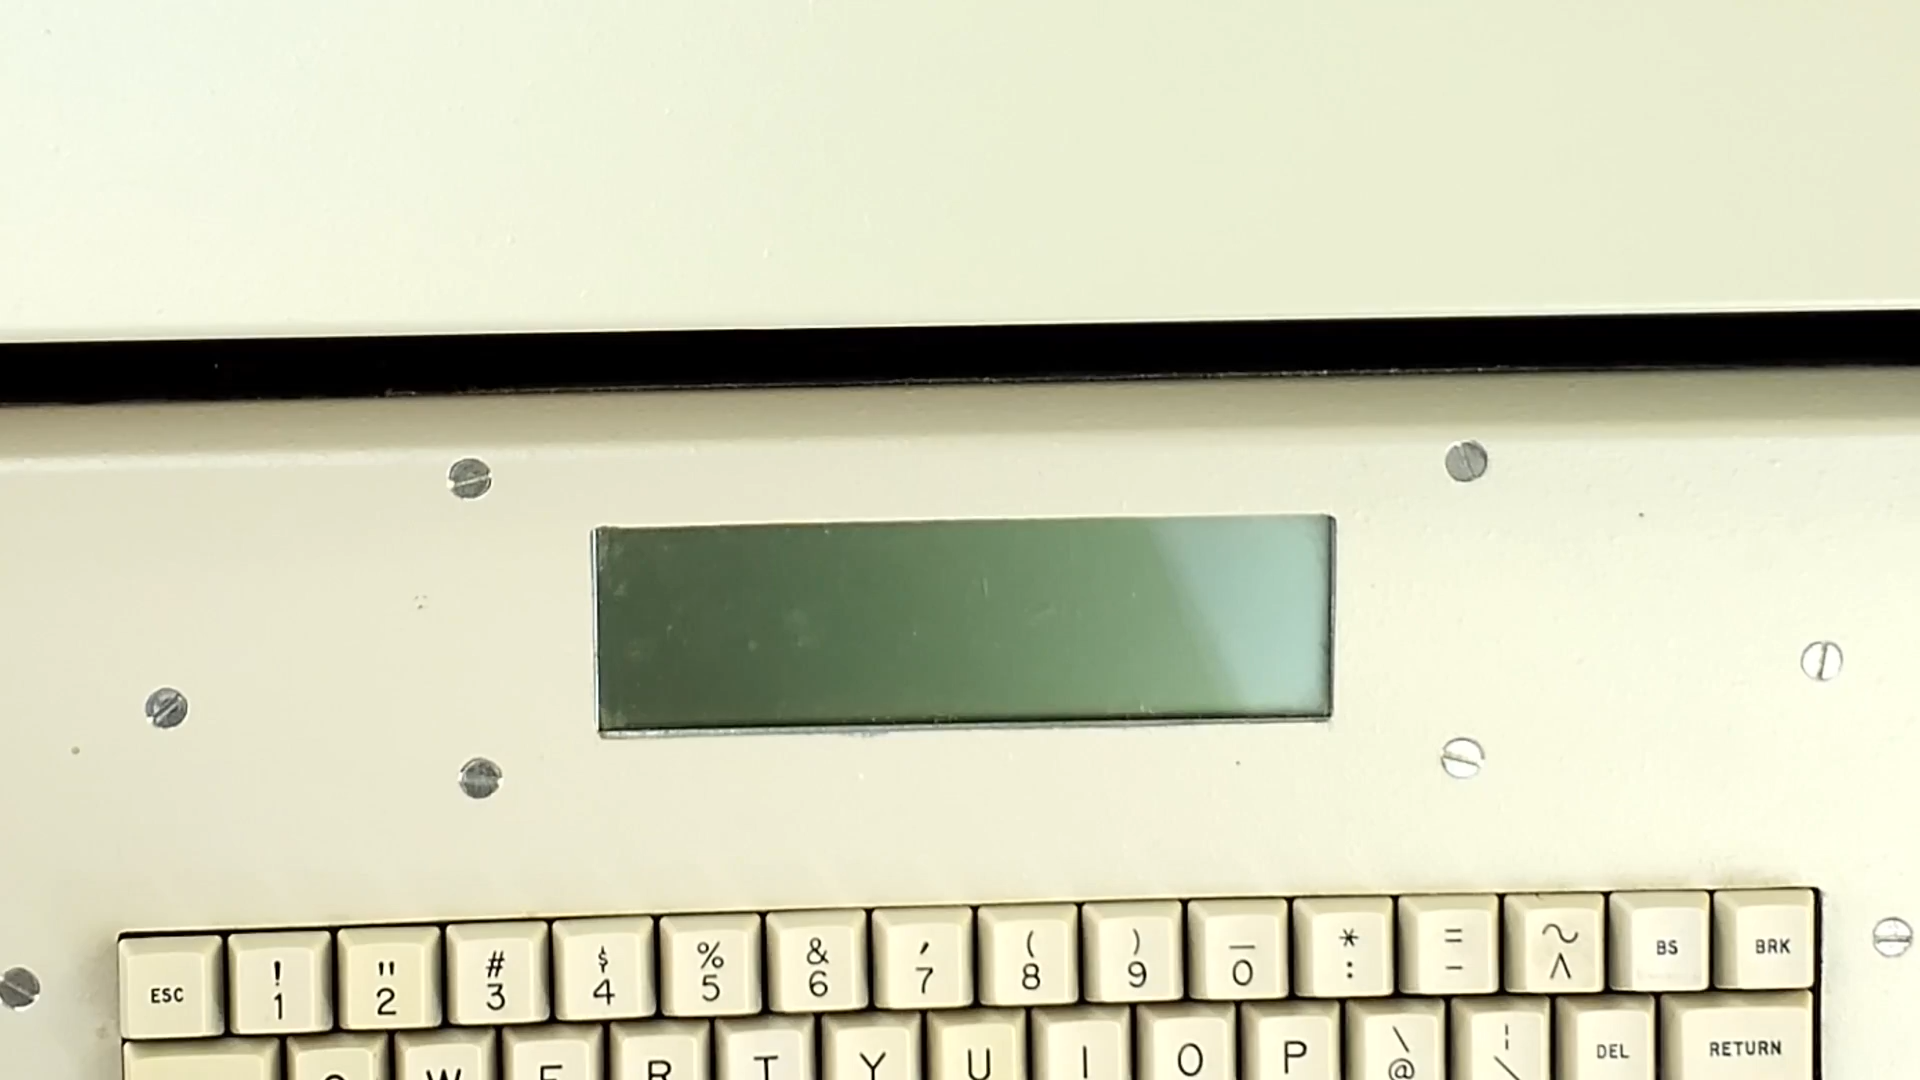 ! " # $ % & ' ( ) _ * = ~
ESC 1 2 3 4 5 6 7 8 9 0 : - ^ BS BRK
\ ¦
Q W E R T Y U I O P @ \ DEL RETURN